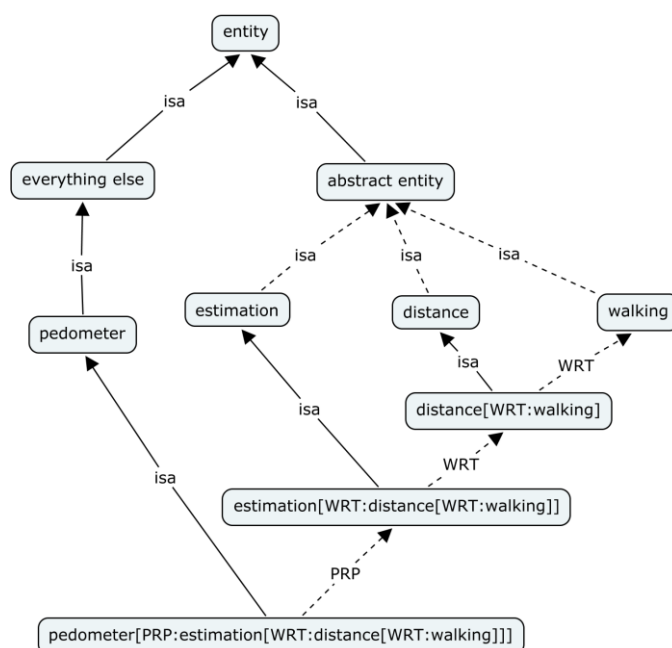 entity
isa
isa
everything else
abstract entity
isa
isa
isa
isa
estimation
distance
walking
pedometer
isa
WRT
distance[WRT:walking]
isa
WRT
isa
estimation[WRT:distance[WRT:walking]]
PRP
pedometer[PRP:estimation[WRT:distance[WRT:walking]]]